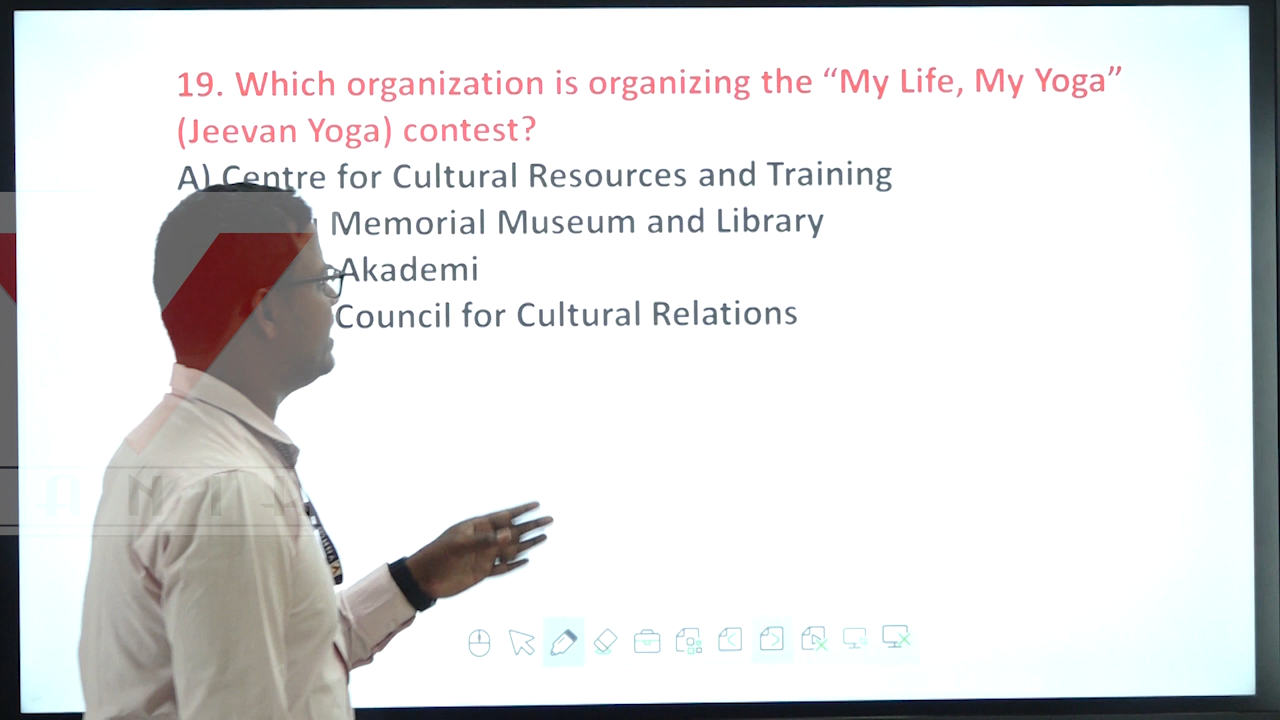 19. Which organization is organizing the “My Life, My Yoga”
(Jeevan Yoga) contest?
A) Centre for Cultural Resources and Training
Memorial Museum and Library
Akademi
Council for Cultural Relations